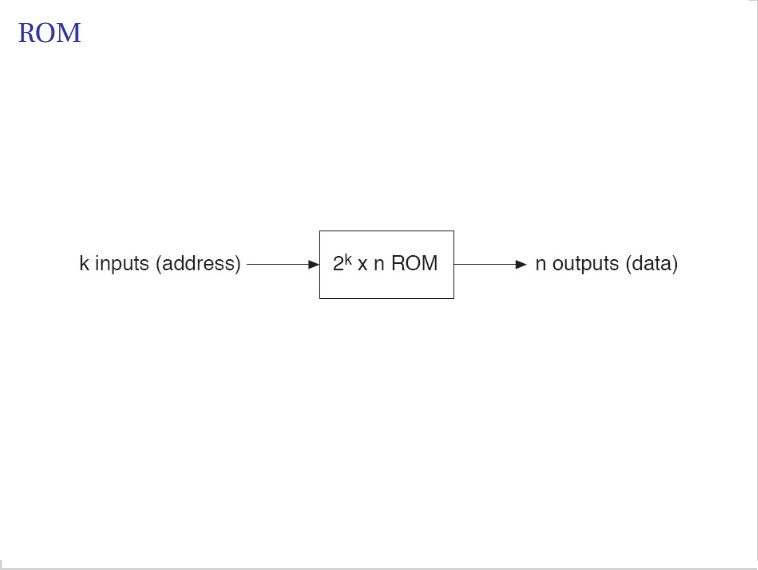 ROM
k inputs (address)
2ᵏ x n ROM
n outputs (data)